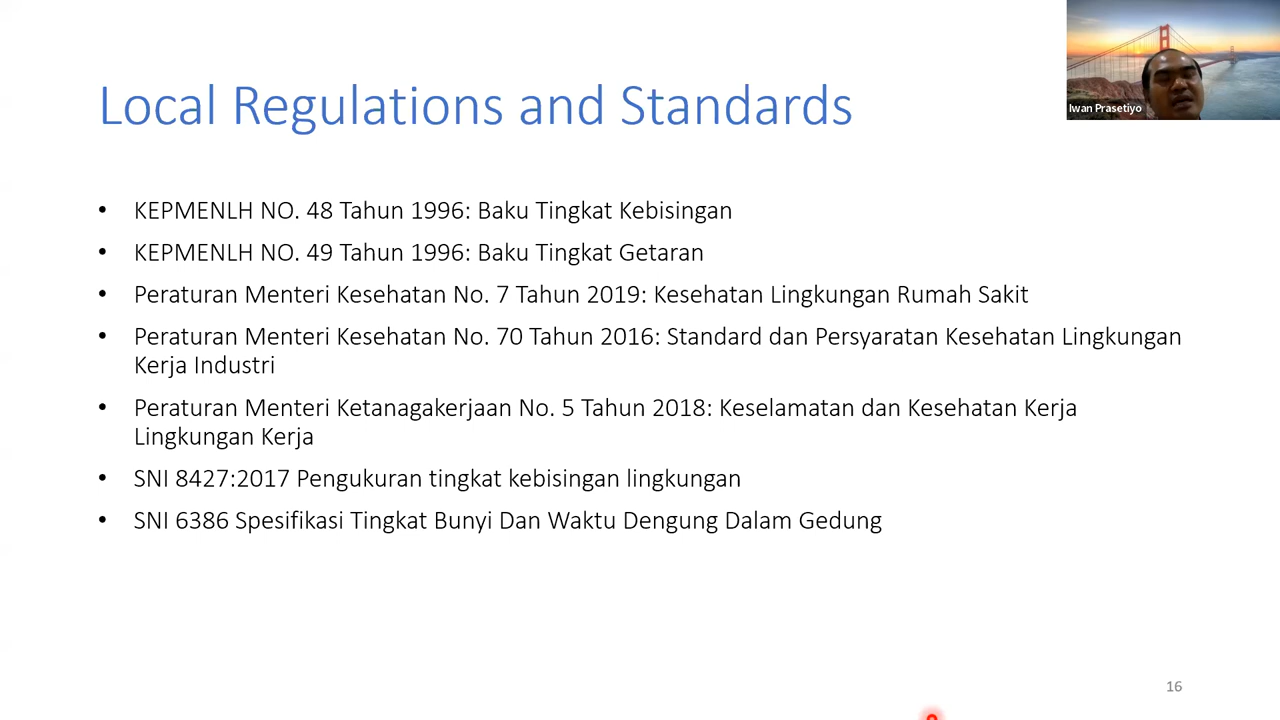 Local Regulations and Standards
Iwan Prasetiyo
• KEPMENLH NO. 48 Tahun 1996: Baku Tingkat Kebisingan
• KEPMENLH NO. 49 Tahun 1996: Baku Tingkat Getaran
• Peraturan Menteri Kesehatan No. 7 Tahun 2019: Kesehatan Lingkungan Rumah Sakit
• Peraturan Menteri Kesehatan No. 70 Tahun 2016: Standard dan Persyaratan Kesehatan Lingkungan
Kerja Industri
• Peraturan Menteri Ketanagakerjaan No. 5 Tahun 2018: Keselamatan dan Kesehatan Kerja
Lingkungan Kerja
• SNI 8427:2017 Pengukuran tingkat kebisingan lingkungan
• SNI 6386 Spesifikasi Tingkat Bunyi Dan Waktu Dengung Dalam Gedung
16